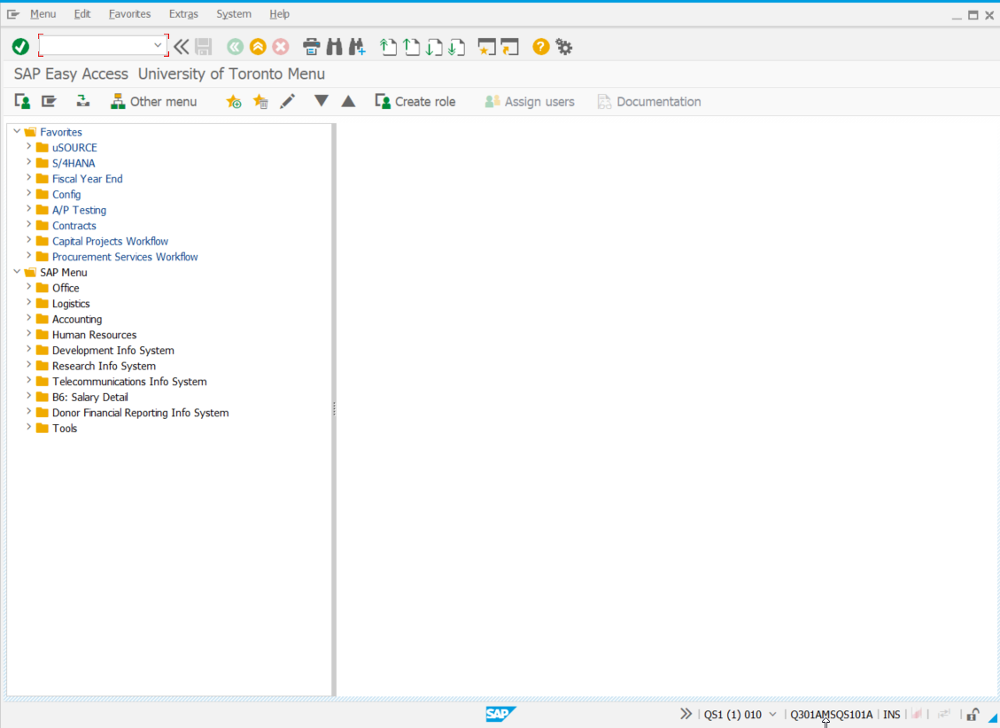 Menu Edit Favorites Extras System Help
SAP Easy Access University of Toronto Menu
Other menu Create role Assign users Documentation
Favorites
uSOURCE
S/4HANA
Fiscal Year End
Config
A/P Testing
Contracts
Capital Projects Workflow
Procurement Services Workflow
SAP Menu
Office
Logistics
Accounting
Human Resources
Development Info System
Research Info System
Telecommunications Info System
B6: Salary Detail
Donor Financial Reporting Info System
Tools
SAP QS1 (1) 010 Q301AMSQS101A INS